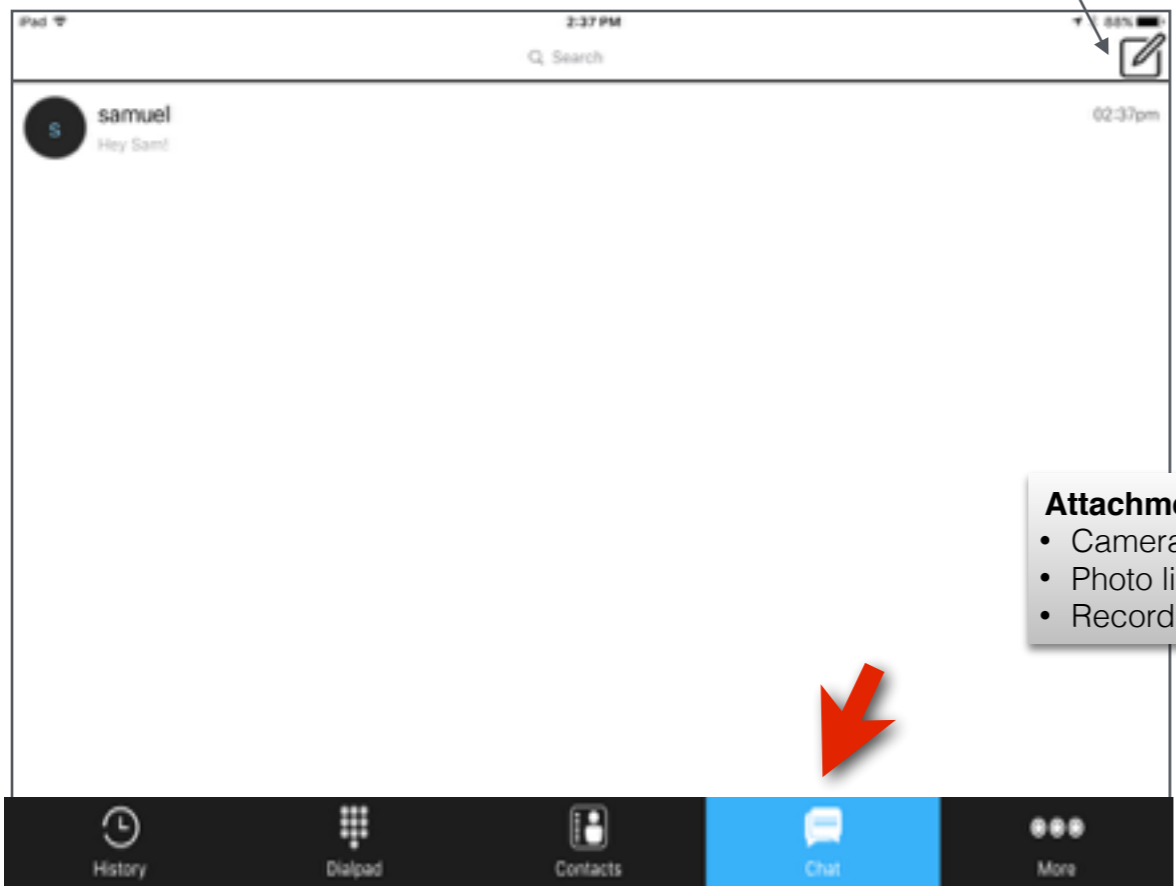 iPad
2:37 PM
88%
Search
s
samuel
02:37pm
Hey Sam!
Attachme
• Camera
• Photo li
• Record
History
Dialpad
Contacts
Chat
More